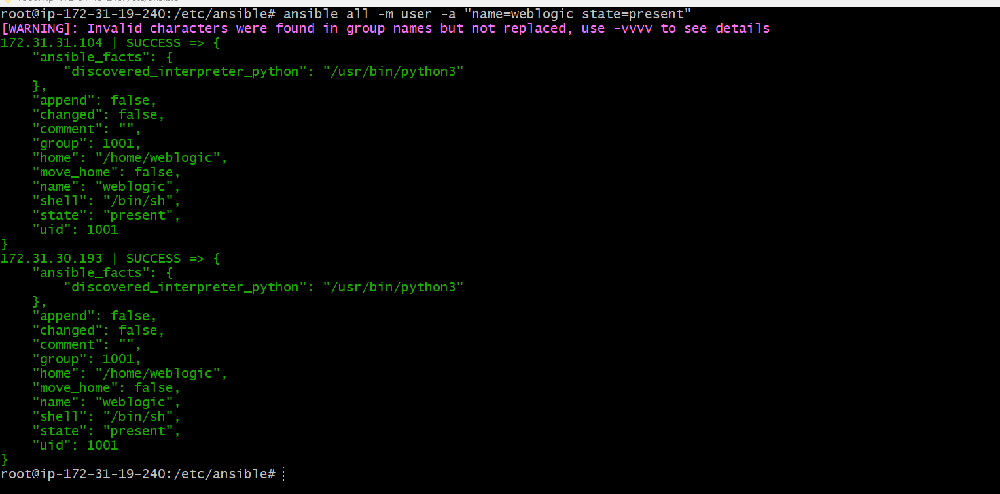 root@ip-172-31-19-240:/etc/ansible# ansible all -m user -a "name=weblogic state=present"
[WARNING]: Invalid characters were found in group names but not replaced, use -vvvv to see details
172.31.31.104 | SUCCESS => {
    "ansible_facts": {
        "discovered_interpreter_python": "/usr/bin/python3"
    },
    "append": false,
    "changed": false,
    "comment": "",
    "group": 1001,
    "home": "/home/weblogic",
    "move_home": false,
    "name": "weblogic",
    "shell": "/bin/sh",
    "state": "present",
    "uid": 1001
}
172.31.30.193 | SUCCESS => {
    "ansible_facts": {
        "discovered_interpreter_python": "/usr/bin/python3"
    },
    "append": false,
    "changed": false,
    "comment": "",
    "group": 1001,
    "home": "/home/weblogic",
    "move_home": false,
    "name": "weblogic",
    "shell": "/bin/sh",
    "state": "present",
    "uid": 1001
}
root@ip-172-31-19-240:/etc/ansible#